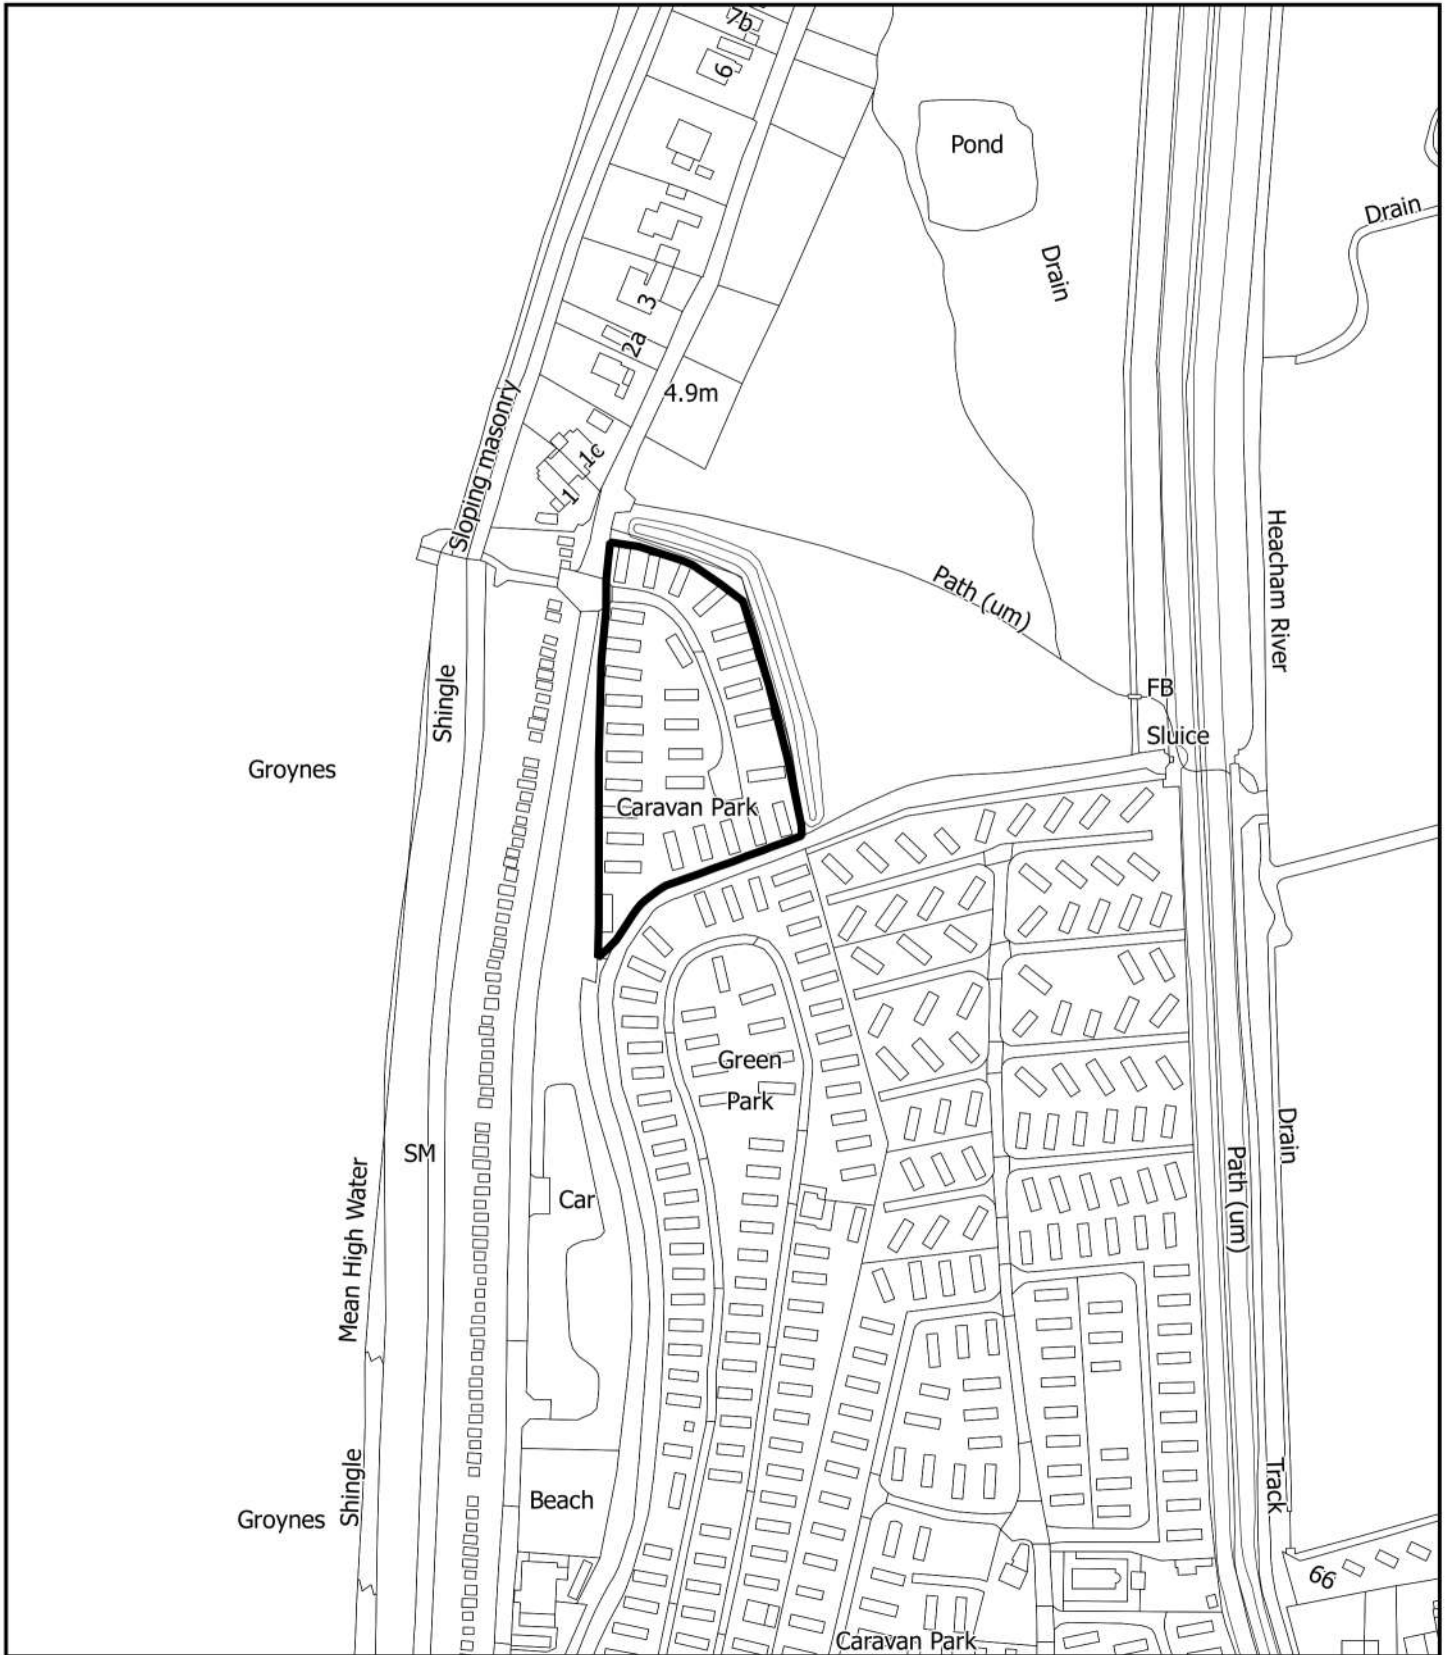 7b
6
Pond
Drain
Drain
3
2a
4.9m
Sloping masonry
1c
1
Path (um)
Heacham River
FB
Sluice
Shingle
Groynes
Caravan Park
Green
Park
SM
Drain
Path (um)
Mean High Water
Car
Shingle
Groynes
Beach
Track
66
Caravan Park